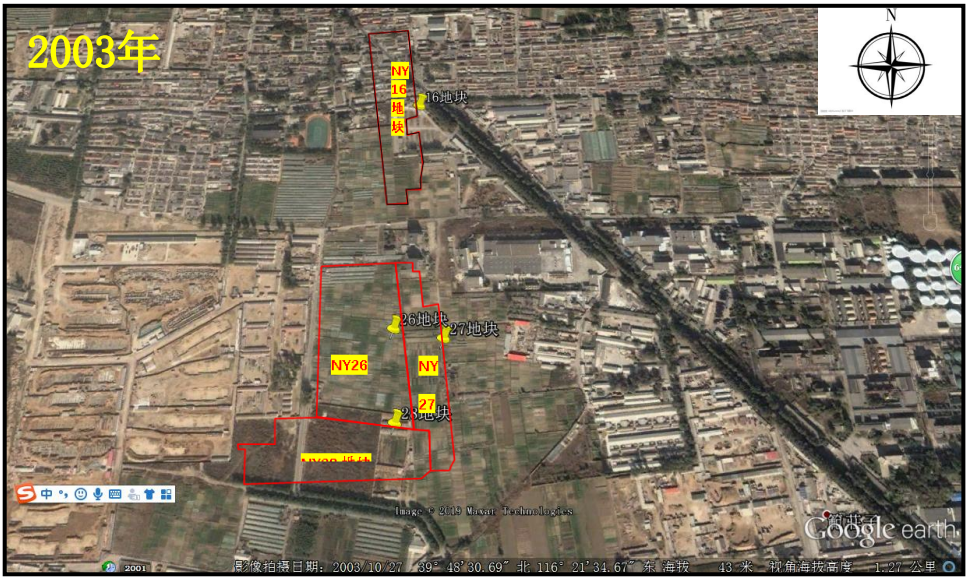 2003年
N
NY
16
地
块
16地块
26地块
27地块
NY26
NY
27
28地块
中
Image © 2019 Maxar Technologies
Google earth
2001
影像拍摄日期: 2003/10/27 39° 48'30.69" 北 116° 21'34.67" 东 海拔 43 米 视角海拔高度 1.27 公里